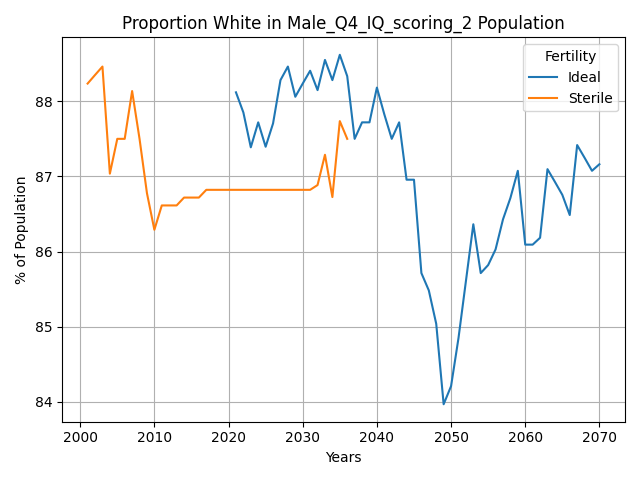 Proportion White in Male_Q4_IQ_scoring_2 Population
Fertility
Ideal
Sterile
% of Population
88
87
86
85
84
2000 2010 2020 2030 2040 2050 2060 2070
Years